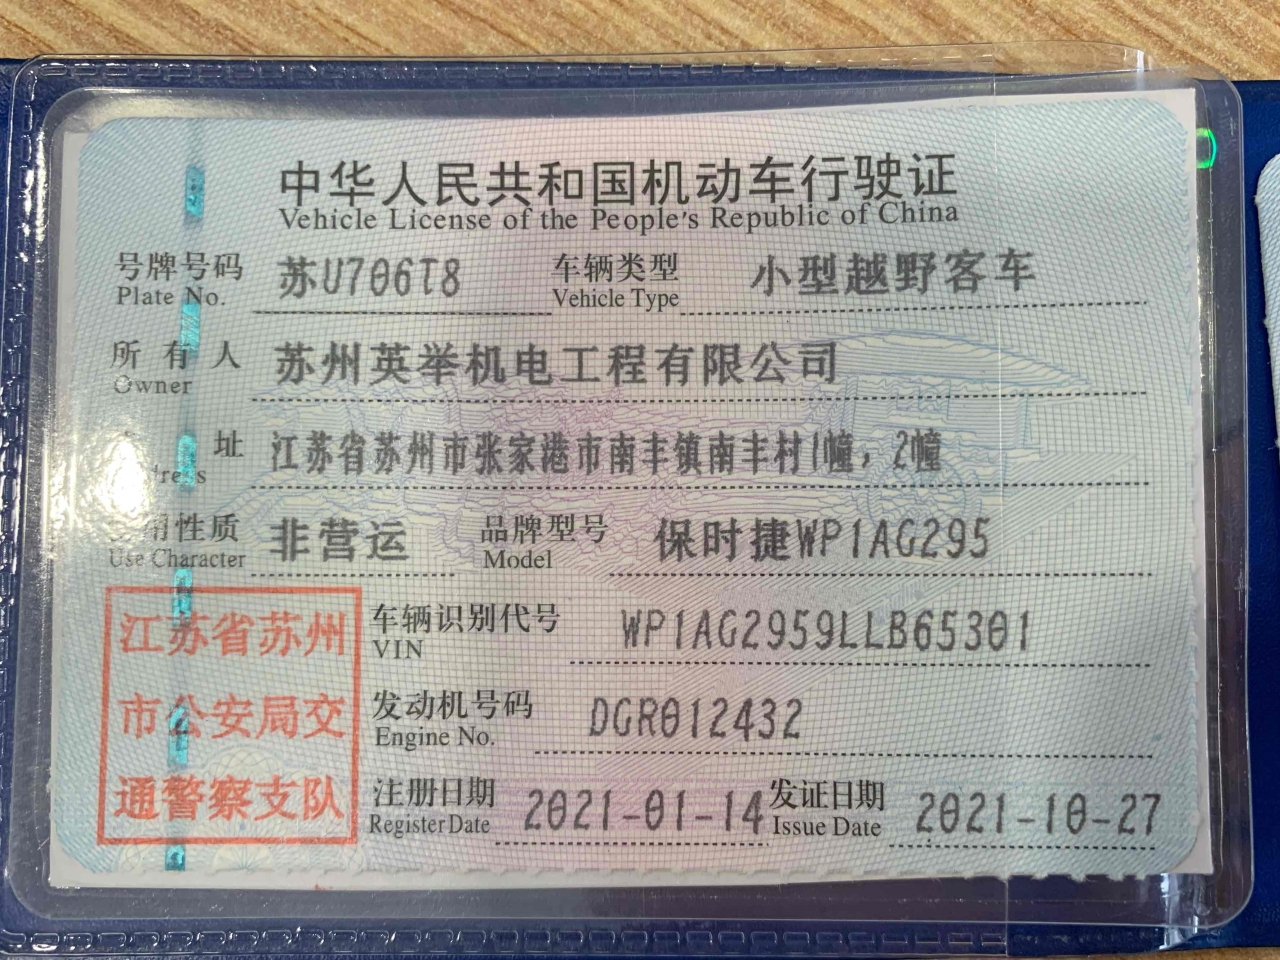 中华人民共和国机动车行驶证
Vehicle License of the People's Republic of China
号牌号码 苏U706T8 车辆类型 小型越野客车
Plate No. Vehicle Type
所有人 苏州英举机电工程有限公司
Owner
址 江苏省苏州市张家港市南丰镇南丰村1幢，2幢
用性质 非营运 品牌型号 保时捷WP1AG295
Use Character Model
车辆识别代号 WP1AG2959LLB65301
VIN
发动机号码 DGR012432
Engine No.
注册日期 2021-01-14 发证日期 2021-10-27
Register Date Issue Date
江苏省苏州
市公安局交
通警察支队